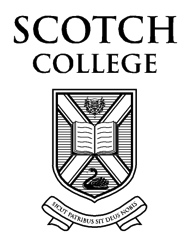 SCOTCH
COLLEGE
SICUT PATRIBUS SIT DEUS NOBIS